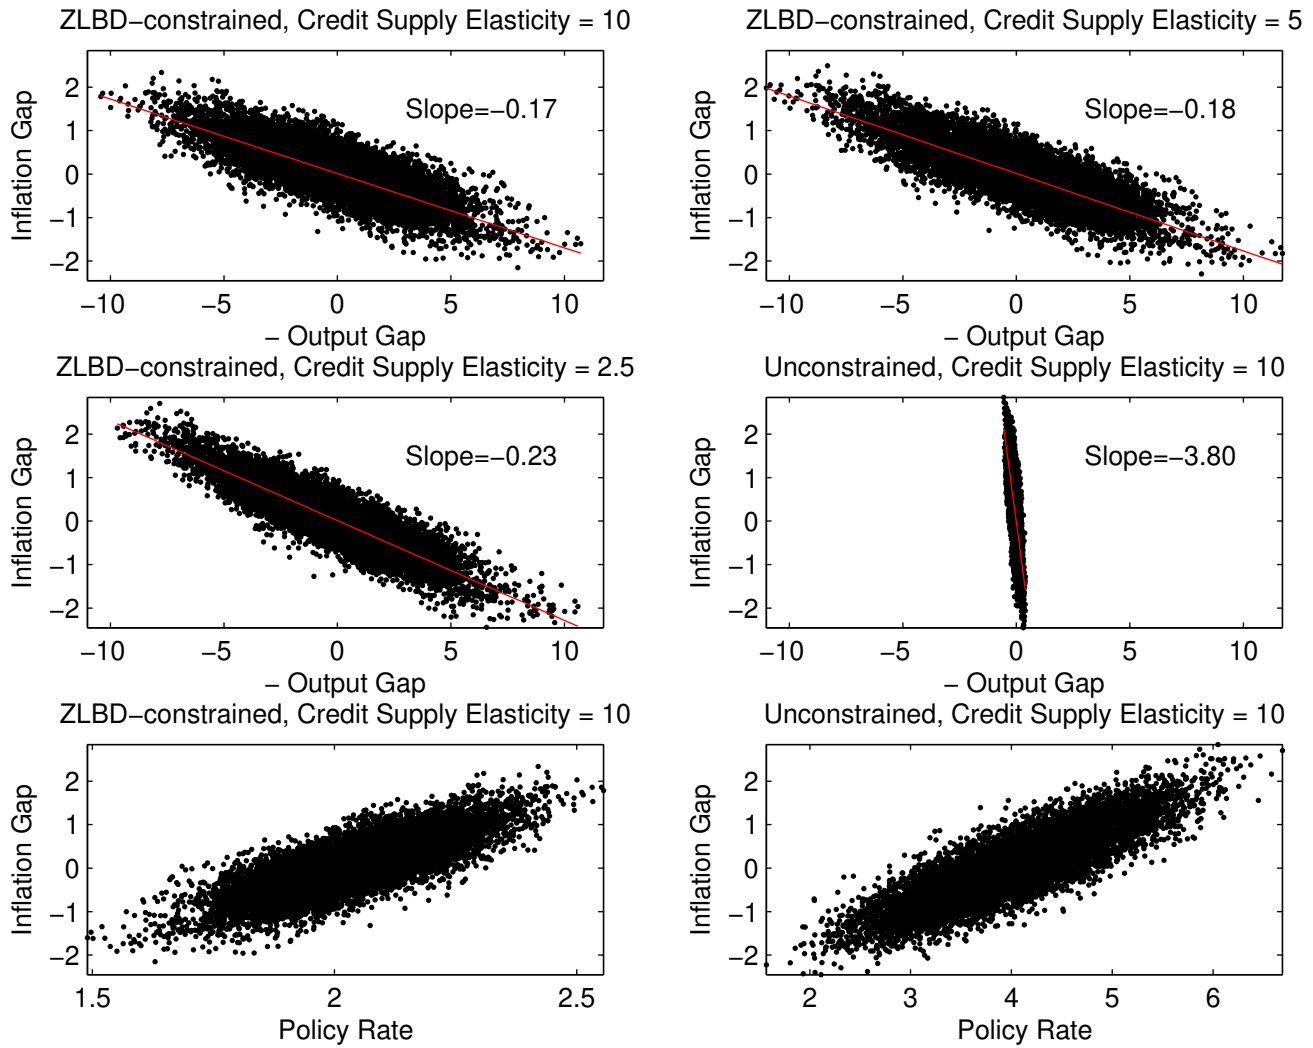 ZLBD−constrained, Credit Supply Elasticity = 10
Inflation Gap
2
1
0
−1
−2
Slope=−0.17
−10
−5
0
5
10
− Output Gap
ZLBD−constrained, Credit Supply Elasticity = 5
Inflation Gap
2
1
0
−1
−2
Slope=−0.18
−10
−5
0
5
10
− Output Gap
ZLBD−constrained, Credit Supply Elasticity = 2.5
Inflation Gap
2
1
0
−1
−2
Slope=−0.23
−10
−5
0
5
10
− Output Gap
Unconstrained, Credit Supply Elasticity = 10
Inflation Gap
2
1
0
−1
−2
Slope=−3.80
−10
−5
0
5
10
− Output Gap
ZLBD−constrained, Credit Supply Elasticity = 10
Inflation Gap
2
1
0
−1
−2
1.5
2
2.5
Policy Rate
Unconstrained, Credit Supply Elasticity = 10
Inflation Gap
2
1
0
−1
−2
2
3
4
5
6
Policy Rate